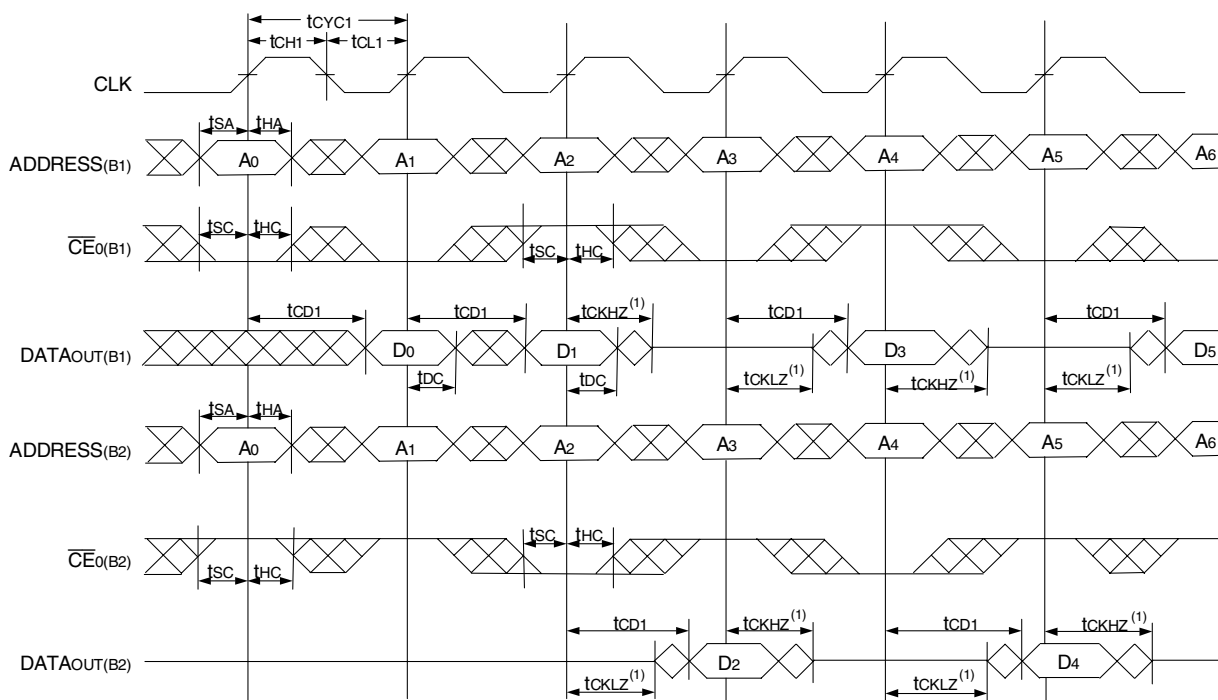 tCYC1
tCH1 tCL1
CLK
tSA tHA
ADDRESS(B1) A0 A1 A2 A3 A4 A5 A6
tSC tHC
CE0(B1)
tSC tHC
tCD1 tCD1 tCKHZ(1) tCD1 tCD1
DATAOUT(B1) D0 D1 D3 D5
tDC tDC tCKLZ(1) tCKHZ(1) tCKLZ(1)
tSA tHA
ADDRESS(B2) A0 A1 A2 A3 A4 A5 A6
tSC tHC
CE0(B2)
tSC tHC
tCD1 tCKHZ(1) tCD1 tCKHZ(1)
DATAOUT(B2) D2 D4
tCKLZ(1) tCKLZ(1)